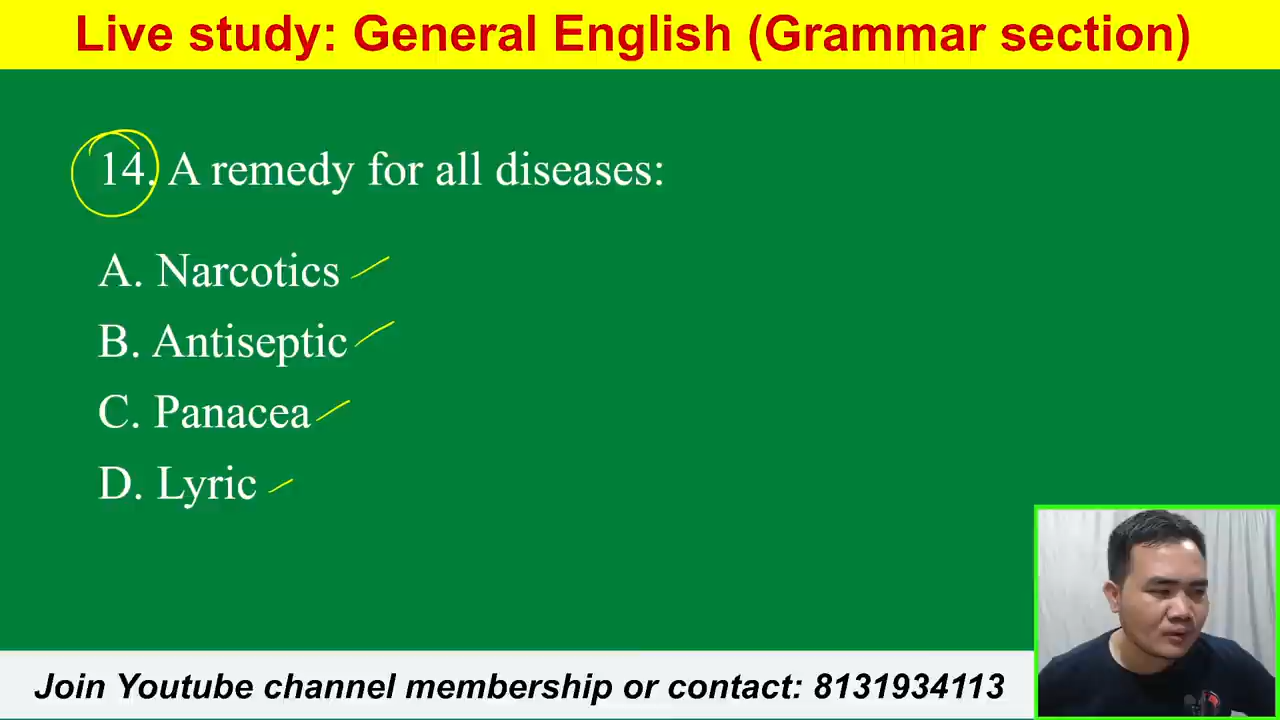 Live study: General English (Grammar section)
14. A remedy for all diseases:
A. Narcotics
B. Antiseptic
C. Panacea
D. Lyric
Join Youtube channel membership or contact: 8131934113